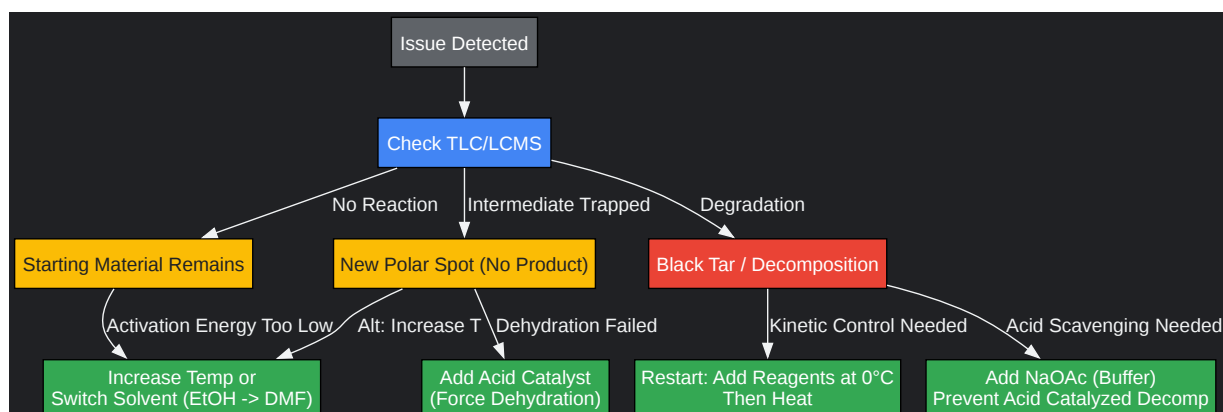 Issue Detected
Check TLC/LCMS
No Reaction
Intermediate Trapped
Degradation
Starting Material Remains
New Polar Spot (No Product)
Black Tar / Decomposition
Activation Energy Too Low
Alt: Increase T
Dehydration Failed
Kinetic Control Needed
Acid Scavenging Needed
Increase Temp or
Switch Solvent (EtOH -> DMF)
Add Acid Catalyst
(Force Dehydration)
Restart: Add Reagents at 0°C
Then Heat
Add NaOAc (Buffer)
Prevent Acid Catalyzed Decomp